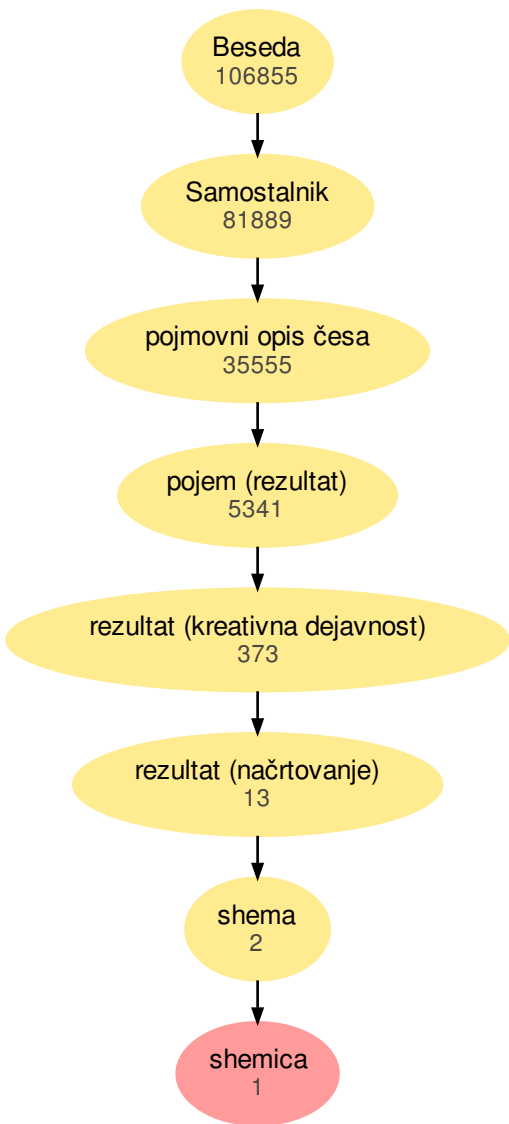 Beseda
106855
Samostalnik
81889
pojmovni opis česa
35555
pojem (rezultat)
5341
rezultat (kreativna dejavnost)
373
rezultat (načrtovanje)
13
shema
2
shemica
1